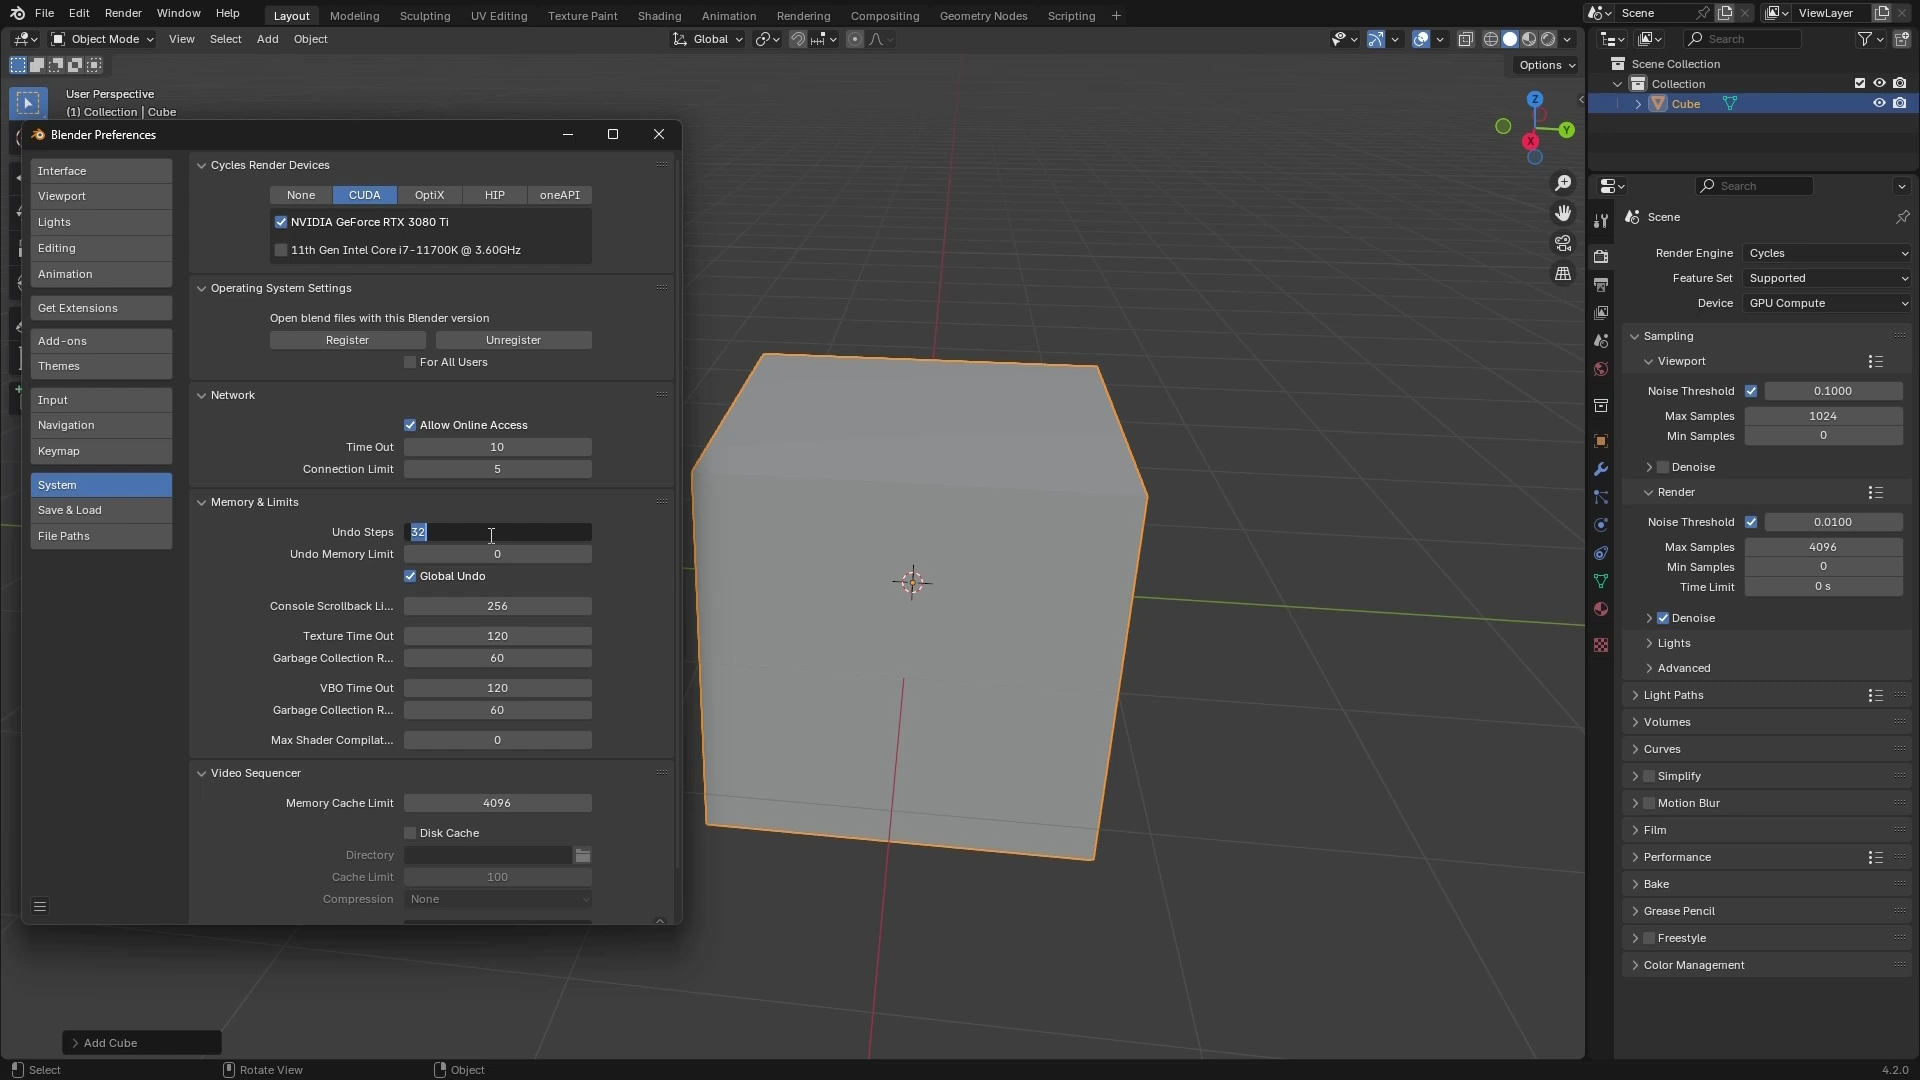 File Edit Render Window Help Layout Modeling Sculpting UV Editing Texture Paint Shading Animation Rendering Compositing Geometry Nodes Scripting + Scene ViewLayer
Object Mode View Select Add Object Global Search
Options
User Perspective
(1) Collection | Cube
Scene Collection
Collection
Cube
Z
Y
X
Blender Preferences
Interface
Viewport
Lights
Editing
Animation
Get Extensions
Add-ons
Themes
Input
Navigation
Keymap
System
Save & Load
File Paths
Cycles Render Devices
None CUDA OptiX HIP oneAPI
NVIDIA GeForce RTX 3080 Ti
11th Gen Intel Core i7-11700K @ 3.60GHz
Operating System Settings
Open blend files with this Blender version
Register Unregister
For All Users
Network
Allow Online Access
Time Out 10
Connection Limit 5
Memory & Limits
Undo Steps 32
Undo Memory Limit 0
Global Undo
Console Scrollback Li... 256
Texture Time Out 120
Garbage Collection R... 60
VBO Time Out 120
Garbage Collection R... 60
Max Shader Compilat... 0
Video Sequencer
Memory Cache Limit 4096
Disk Cache
Directory
Cache Limit 100
Compression None
Search
Scene
Render Engine Cycles
Feature Set Supported
Device GPU Compute
Sampling
Viewport
Noise Threshold 0.1000
Max Samples 1024
Min Samples 0
Denoise
Render
Noise Threshold 0.0100
Max Samples 4096
Min Samples 0
Time Limit 0 s
Denoise
Lights
Advanced
Light Paths
Volumes
Curves
Simplify
Motion Blur
Film
Performance
Bake
Grease Pencil
Freestyle
Color Management
Add Cube
Select Rotate View Object 4.2.0